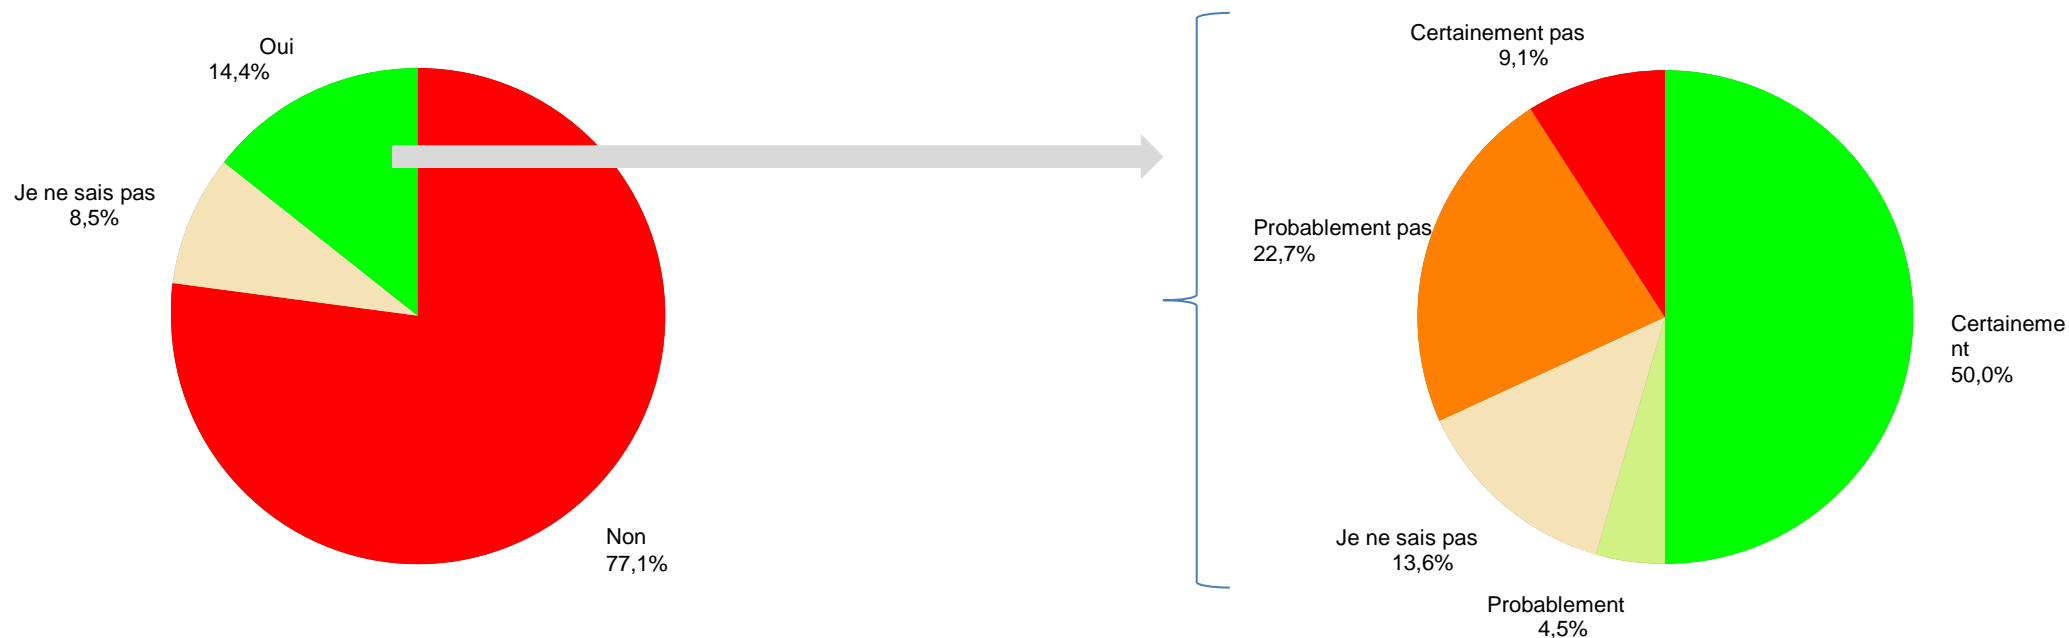 Oui
14,4%
Je ne sais pas
8,5%
Non
77,1%
Certainement pas
9,1%
Probablement pas
22,7%
Certaineme
nt
50,0%
Je ne sais pas
13,6%
Probablement
4,5%